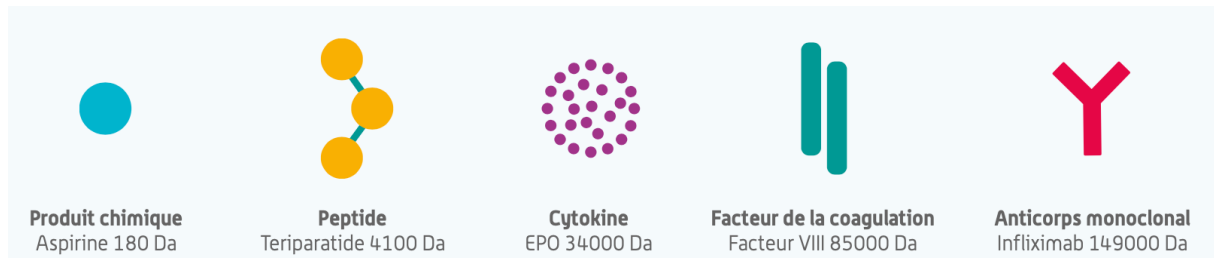 Produit chimique
Aspirine 180 Da
Peptide
Teriparatide 4100 Da
Cytokine
EPO 34000 Da
Facteur de la coagulation
Facteur VIII 85000 Da
Anticorps monoclonal
Infliximab 149000 Da